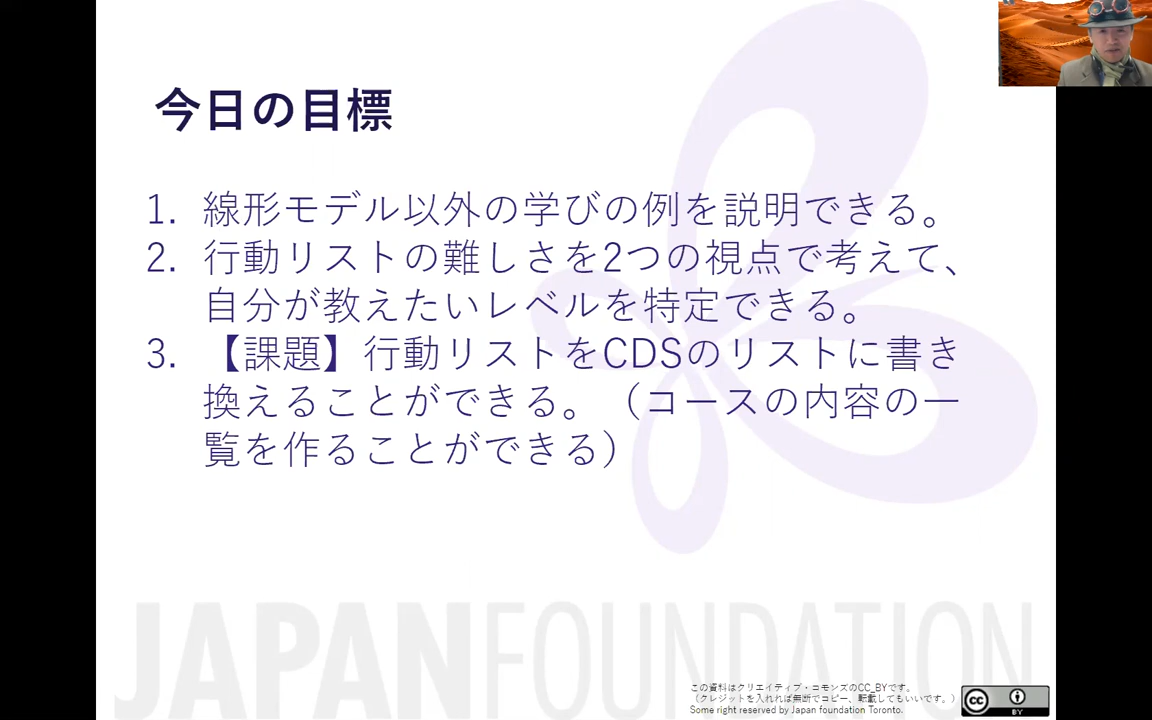 今日の目標
1. 線形モデル以外の学びの例を説明できる。
2. 行動リストの難しさを2つの視点で考えて、
自分が教えたいレベルを特定できる。
3. 【課題】行動リストをCDSのリストに書き
換えることができる。（コースの内容の一
覧を作ることができる）
JAPANFOUNDATION
この資料はクリエイティブ・コモンズのCC_BYです。
（クレジットを入れれば無断でコピー、転載してもいいです。）
Some right reserved by Japan foundation Toronto.
cc
BY